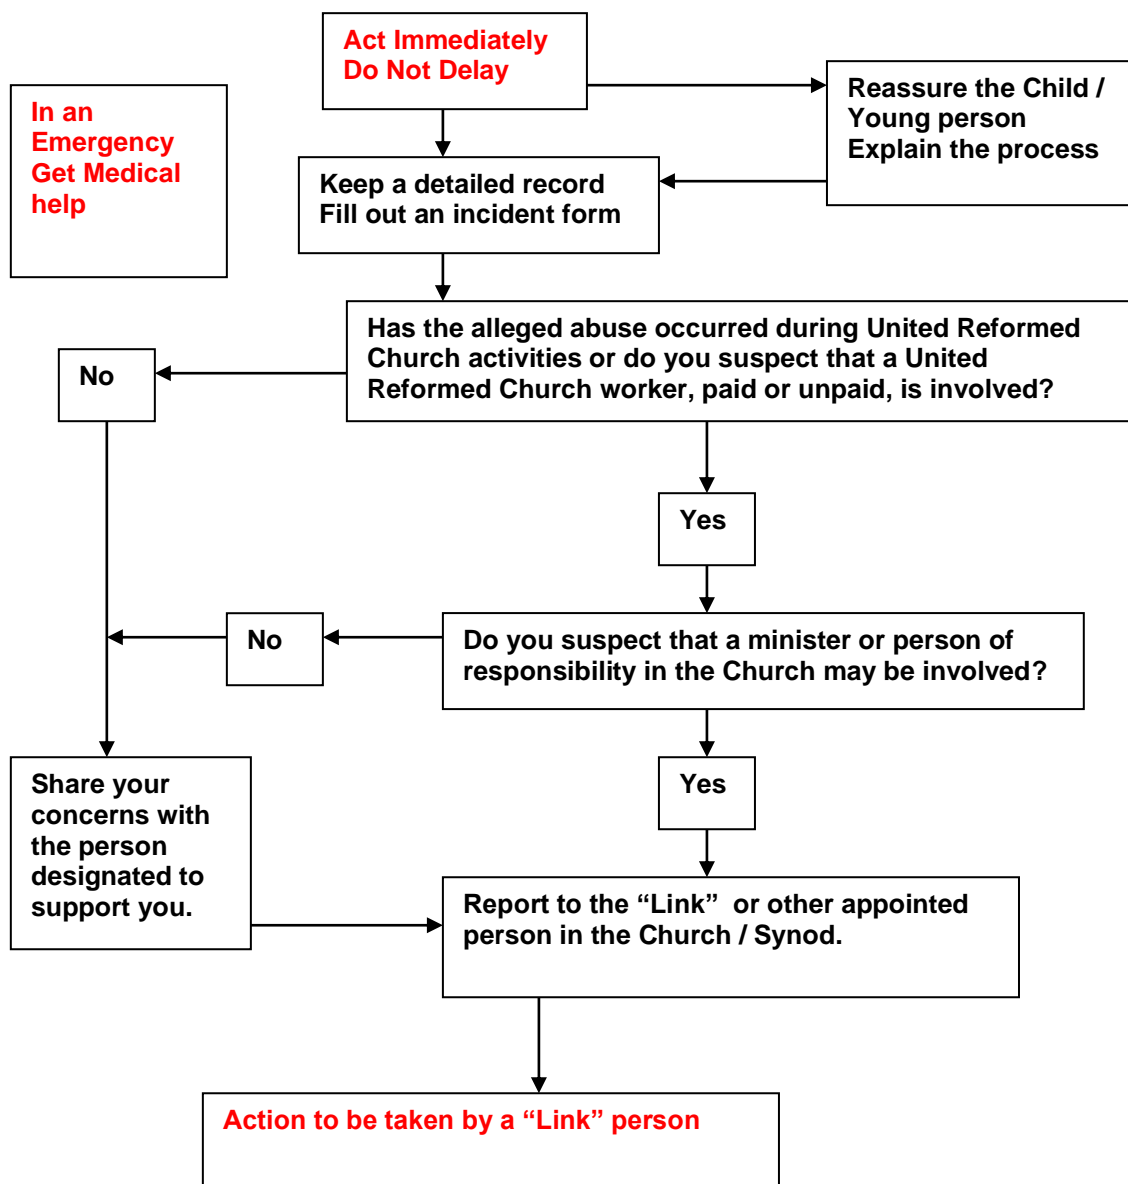 Act Immediately
Do Not Delay
In an
Emergency
Get Medical
help
Reassure the Child /
Young person
Explain the process
Keep a detailed record
Fill out an incident form
Has the alleged abuse occurred during United Reformed
Church activities or do you suspect that a United
Reformed Church worker, paid or unpaid, is involved?
No
Yes
Do you suspect that a minister or person of
responsibility in the Church may be involved?
No
Yes
Share your
concerns with
the person
designated to
support you.
Report to the “Link” or other appointed
person in the Church / Synod.
Action to be taken by a “Link” person